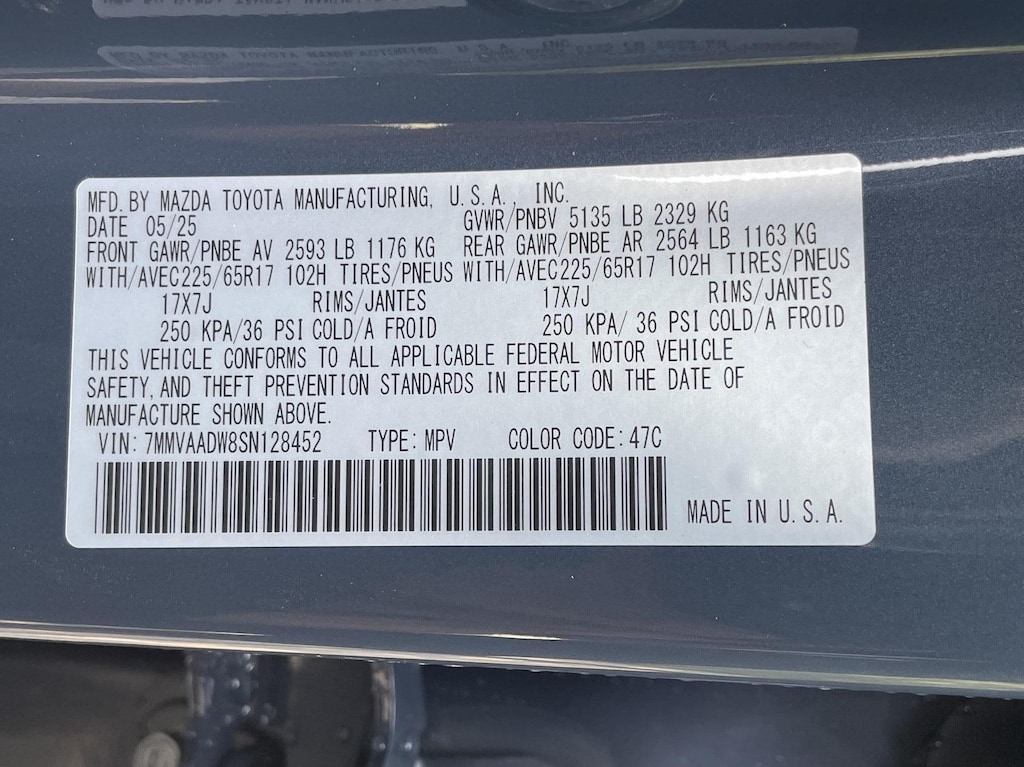 MFD. BY MAZDA TOYOTA MANUFACTURING, U.S.A., INC.
DATE 05/25 GVWR/PNBV 5135 LB 2329 KG
FRONT GAWR/PNBE AV 2593 LB 1176 KG REAR GAWR/PNBE AR 2564 LB 1163 KG
WITH/AVEC225/65R17 102H TIRES/PNEUS WITH/AVEC225/65R17 102H TIRES/PNEUS
17X7J RIMS/JANTES 17X7J RIMS/JANTES
250 KPA/36 PSI COLD/A FROID 250 KPA/ 36 PSI COLD/A FROID
THIS VEHICLE CONFORMS TO ALL APPLICABLE FEDERAL MOTOR VEHICLE
SAFETY, AND THEFT PREVENTION STANDARDS IN EFFECT ON THE DATE OF
MANUFACTURE SHOWN ABOVE.
VIN: 7MMVAADW8SN128452 TYPE: MPV COLOR CODE: 47C
MADE IN U.S.A.